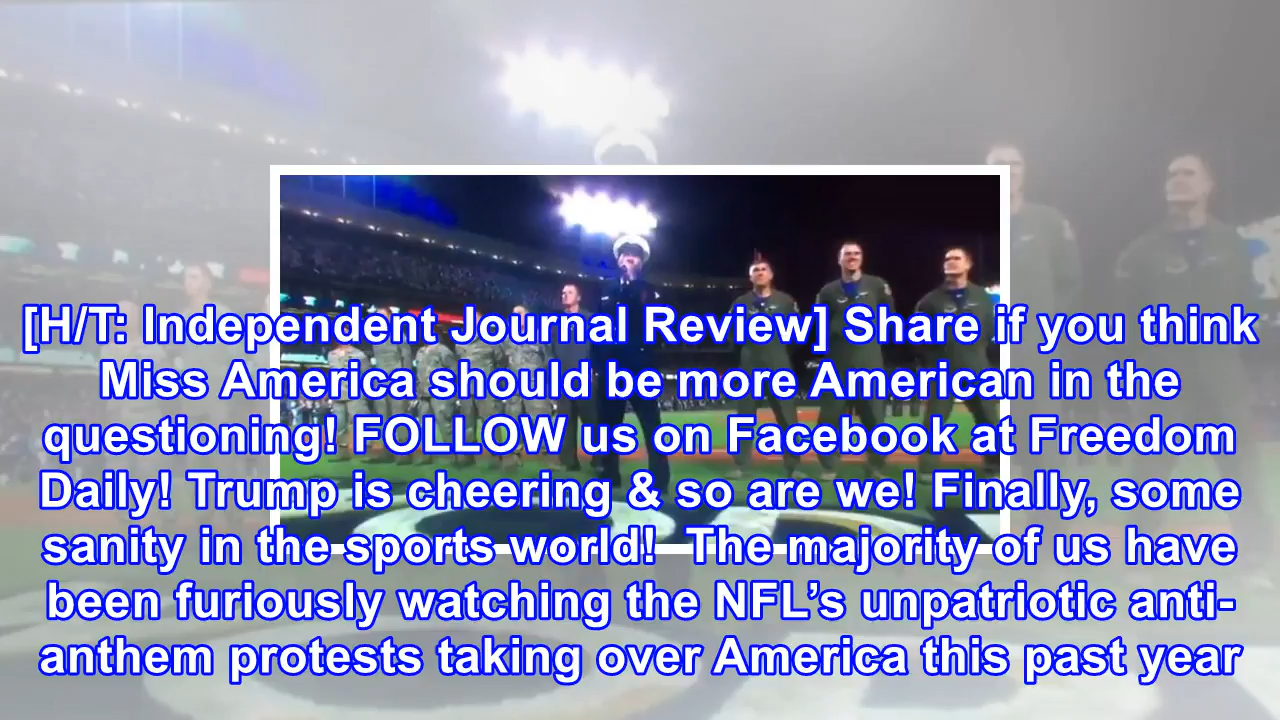 [H/T: Independent Journal Review] Share if you think
Miss America should be more American in the
questioning! FOLLOW us on Facebook at Freedom
Daily! Trump is cheering & so are we! Finally, some
sanity in the sports world!  The majority of us have
been furiously watching the NFL’s unpatriotic anti-
anthem protests taking over America this past year